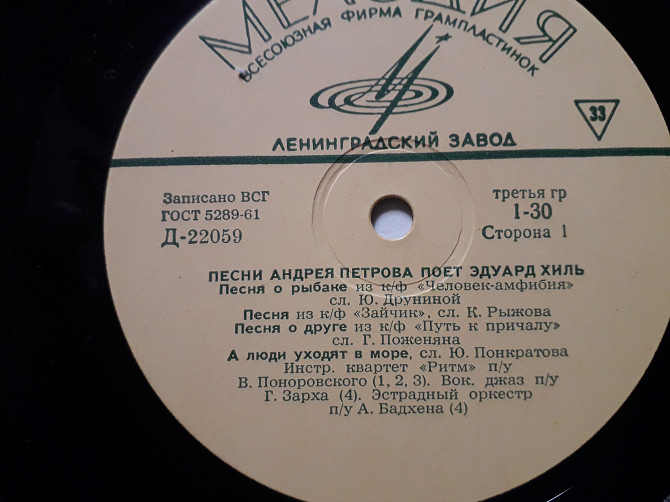 МЕЛОДИЯ
ВСЕСОЮЗНАЯ ФИРМА ГРАМПЛАСТИНОК
33
ЛЕНИНГРАДСКИЙ ЗАВОД
Записано ВСГ
ГОСТ 5289-61
Д-22059
третья гр
1-30
Сторона 1
ПЕСНИ АНДРЕЯ ПЕТРОВА ПОЕТ ЭДУАРД ХИЛЬ
Песня о рыбаке из к/ф «Человек-амфибия»
сл. Ю. Друниной
Песня из к/ф «Зайчик», сл. К. Рыжова
Песня о друге из к/ф «Путь к причалу»
сл. Г. Поженяна
А люди уходят в море, сл. Ю. Понкратова
Инстр. квартет «Ритм» п/у
В. Поноровского (1, 2, 3). Вок. джаз п/у
Г. Зарха (4). Эстрадный оркестр
п/у А. Бадхена (4)